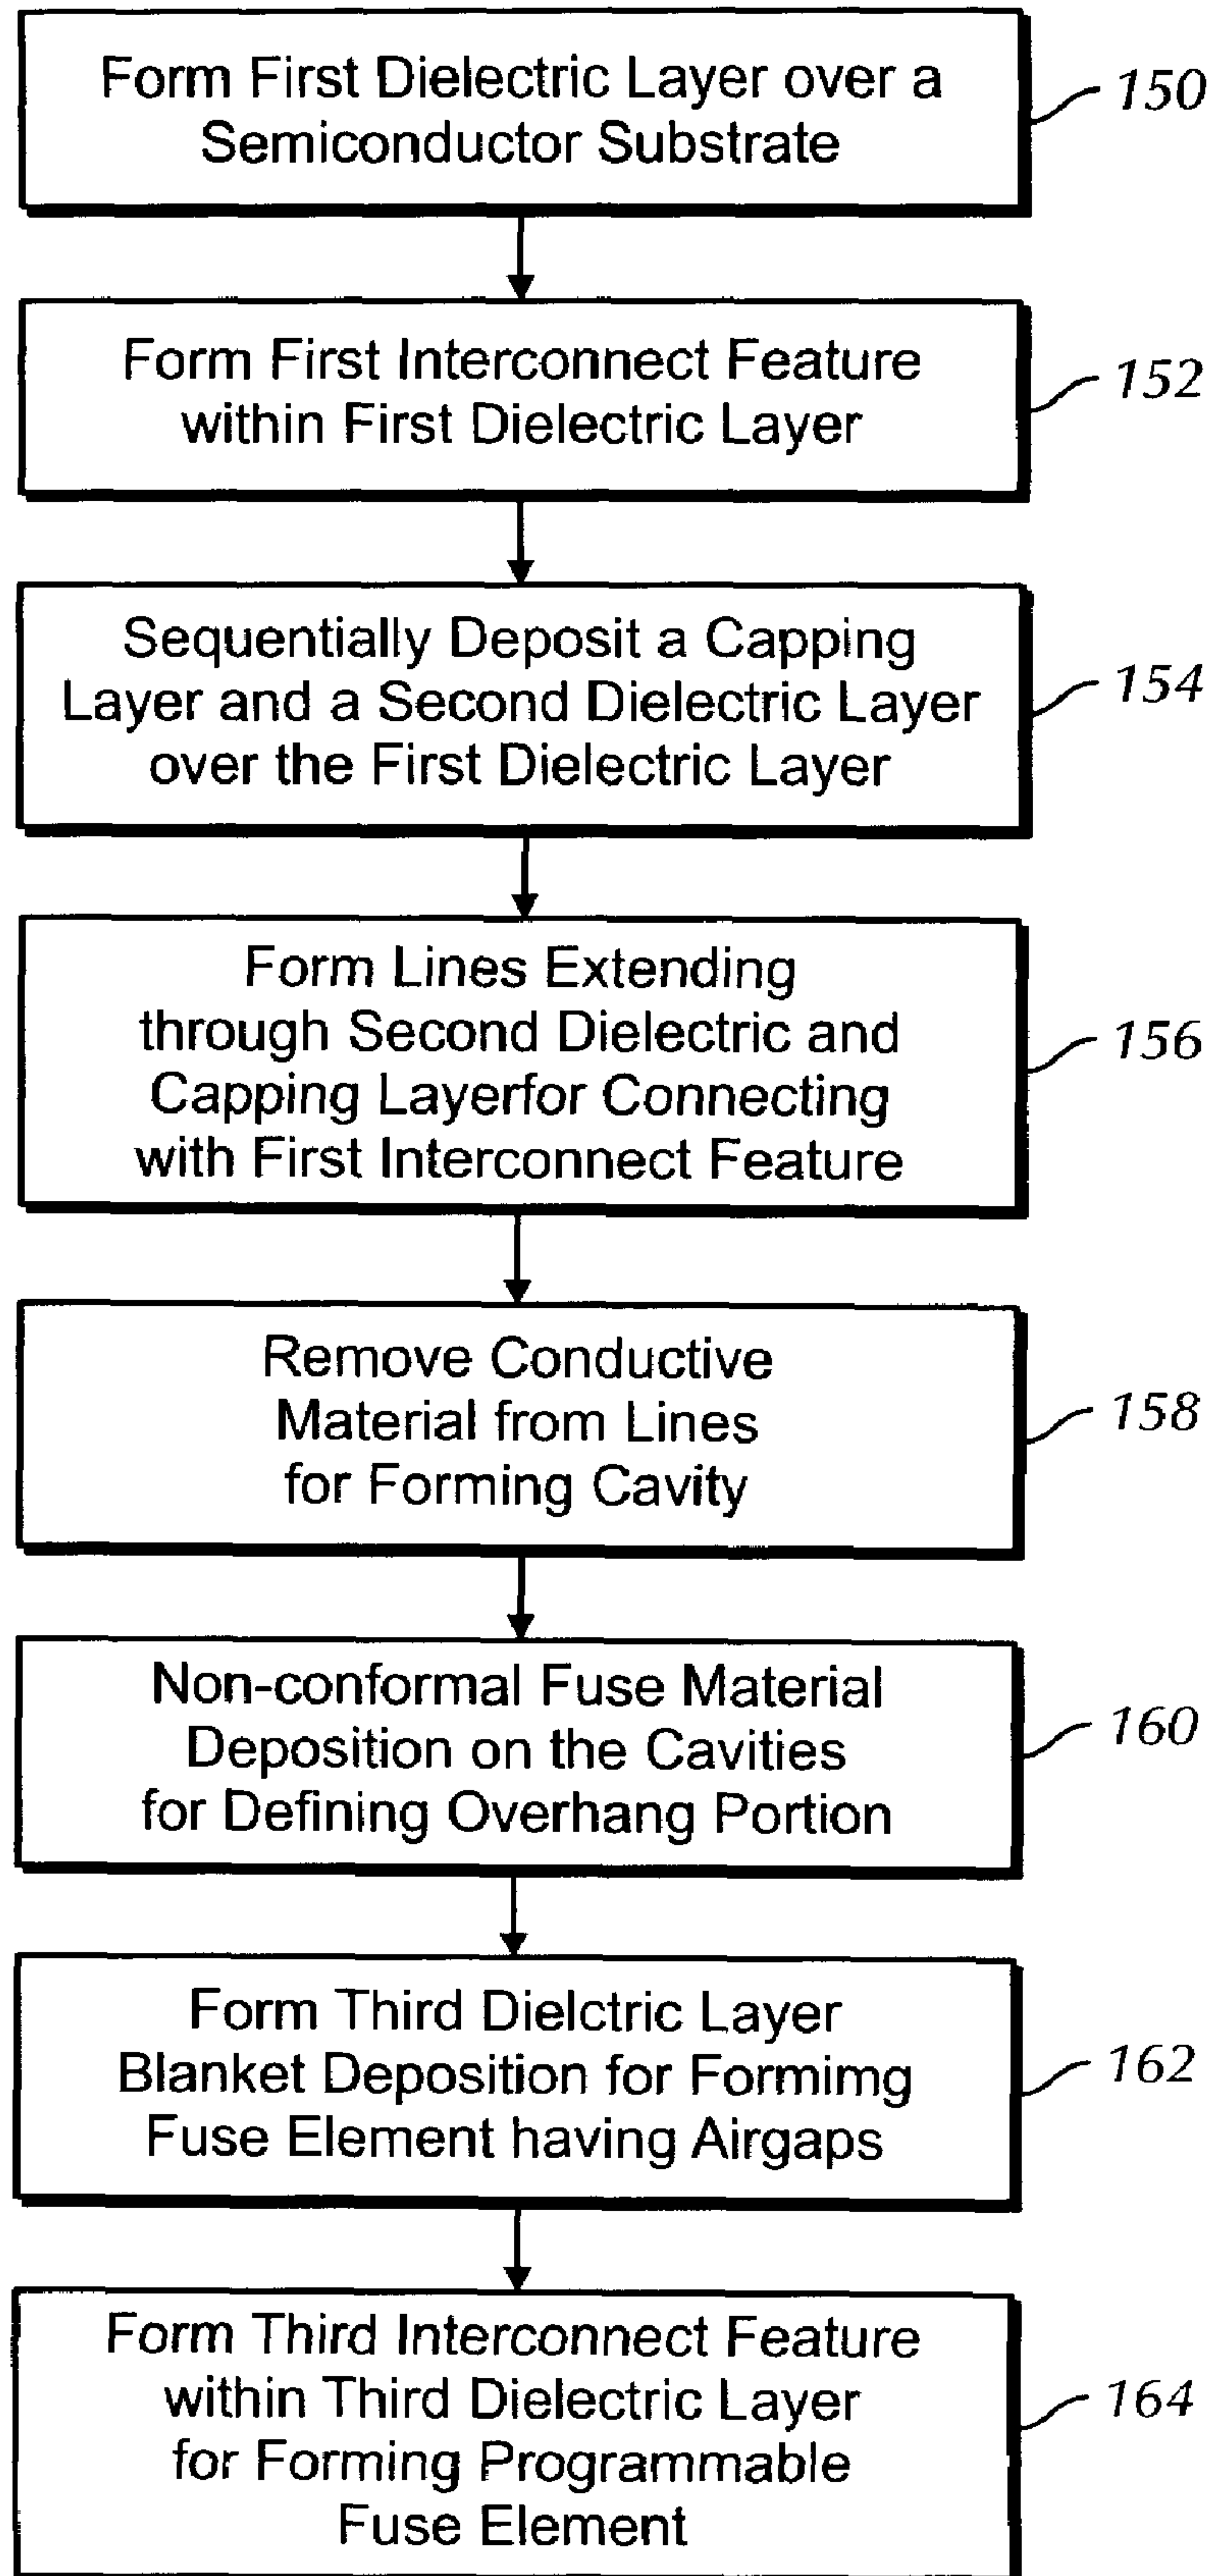 Form First Dielectric Layer over a
Semiconductor Substrate
150
Form First Interconnect Feature
within First Dielectric Layer
152
Sequentially Deposit a Capping
Layer and a Second Dielectric Layer
over the First Dielectric Layer
154
Form Lines Extending
through Second Dielectric and
Capping Layerfor Connecting
with First Interconnect Feature
156
Remove Conductive
Material from Lines
for Forming Cavity
158
Non-conformal Fuse Material
Deposition on the Cavities
for Defining Overhang Portion
160
Form Third Dielctric Layer
Blanket Deposition for Formimg
Fuse Element having Airgaps
162
Form Third Interconnect Feature
within Third Dielectric Layer
for Forming Programmable
Fuse Element
164